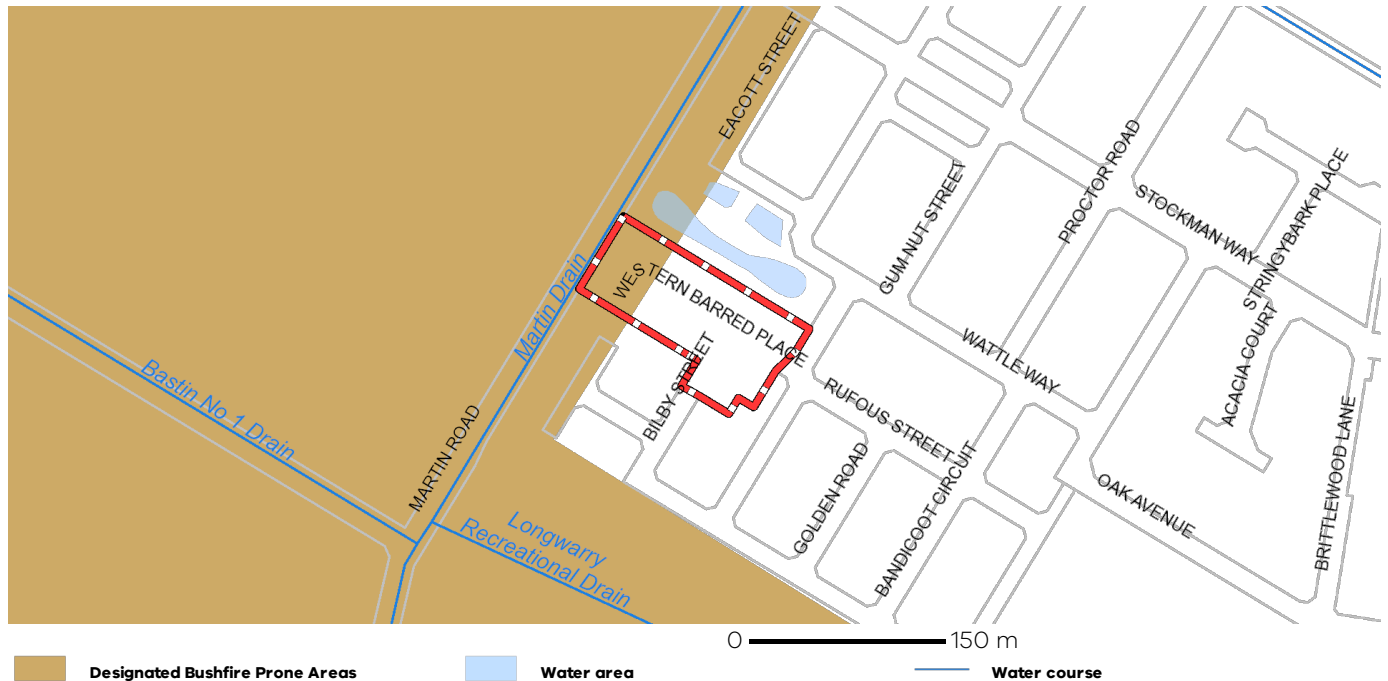 EACOTT STREET
GUM NUT STREET
PROCTOR ROAD
STOCKMAN WAY
STRINGYBARK PLACE
Martin Drain
WESTERN BARRED PLACE
BILBY STREET
WATTLE WAY
ACACIA COURT
Bastin No 1 Drain
MARTIN ROAD
RUFOUS STREET
GOLDEN ROAD
BANDICOOT CIRCUIT
OAK AVENUE
BRITTLEWOOD LANE
Longwarry
Recreational Drain
0 150 m
Designated Bushfire Prone Areas Water area Water course